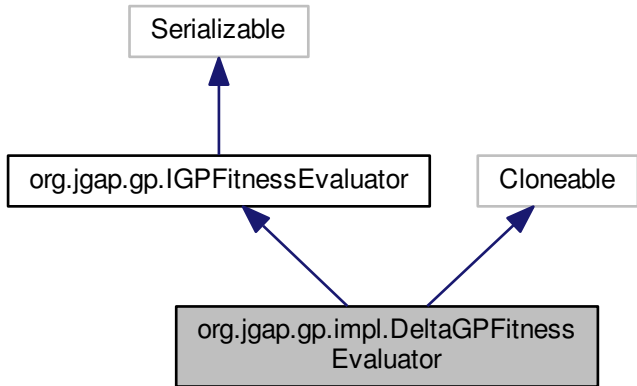 Serializable
org.jgap.gp.IGPFitnessEvaluator
Cloneable
org.jgap.gp.impl.DeltaGPFitness
Evaluator